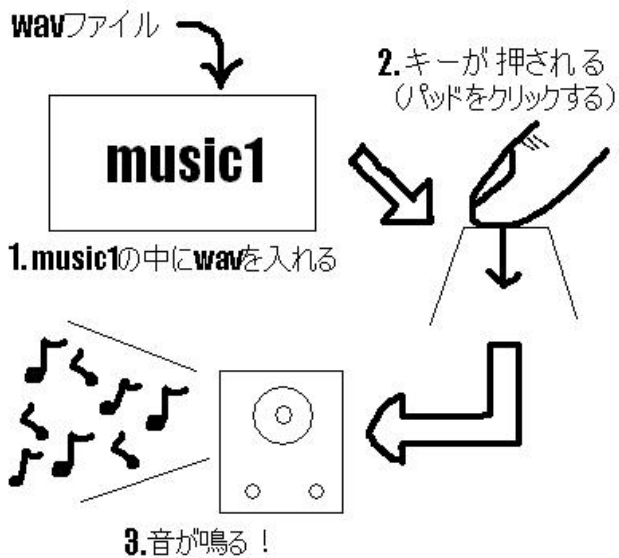 wavファイル
music1
1.music1の中にwavを入れる
2.キーが押される
(パッドをクリックする)
3.音が鳴る！